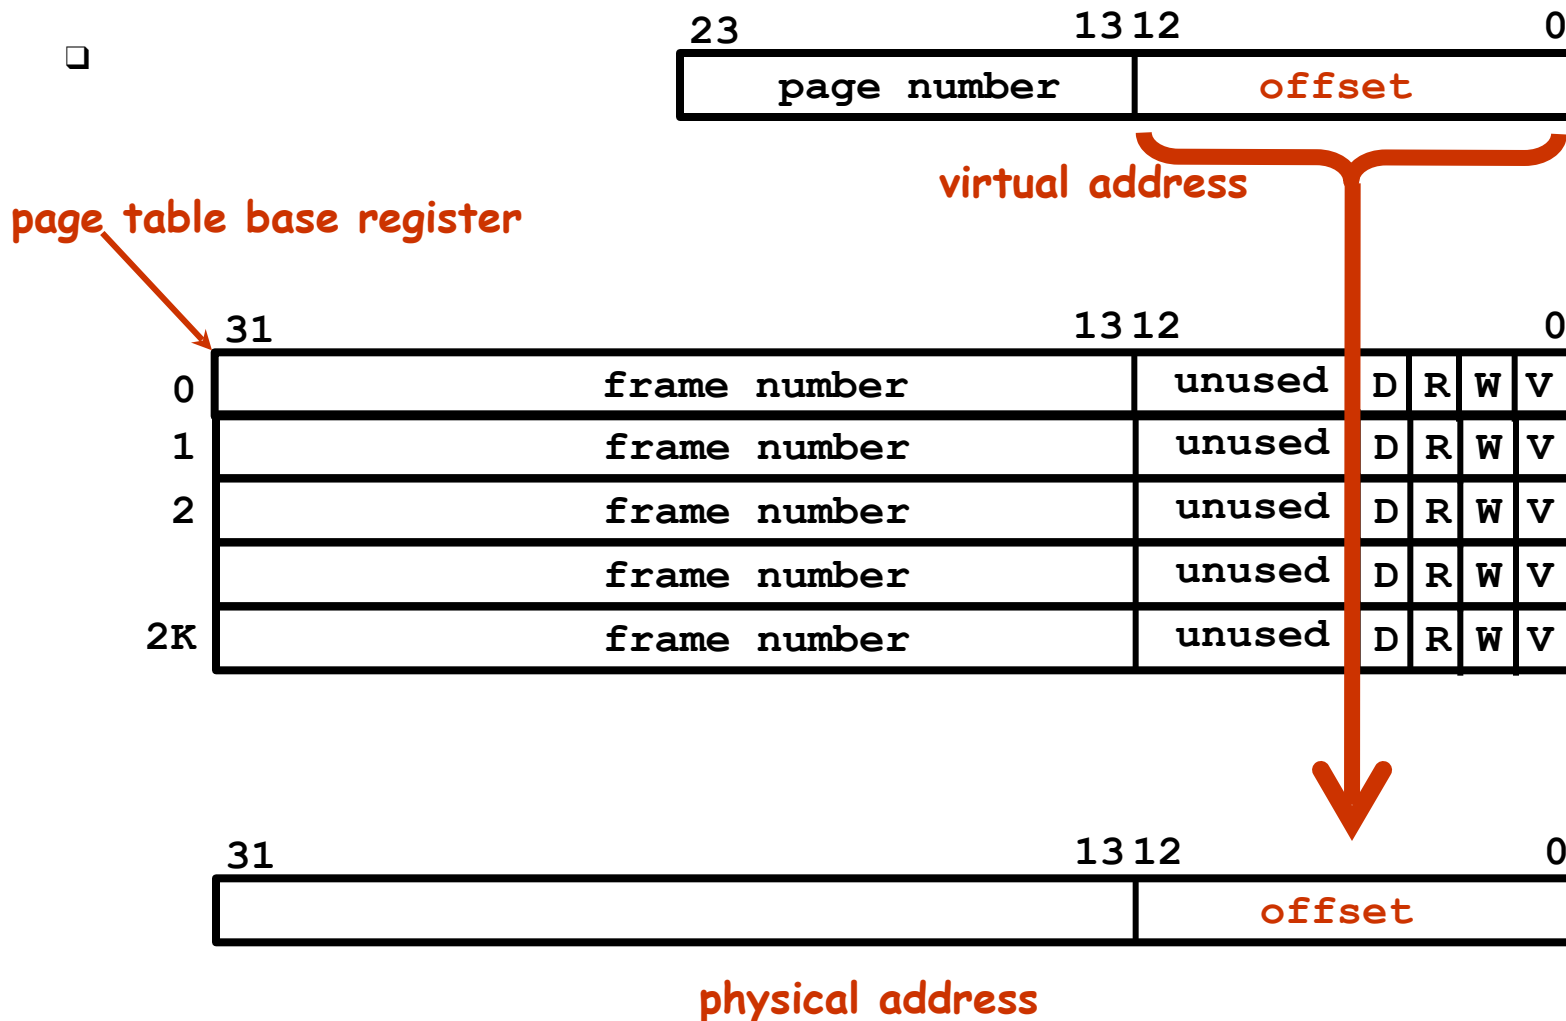 23 13 12 0
page number offset
virtual address
page table base register
31 13 12 0
0 frame number unused D R W V
1 frame number unused D R W V
2 frame number unused D R W V
frame number unused D R W V
2K frame number unused D R W V
31 13 12 0
offset
physical address